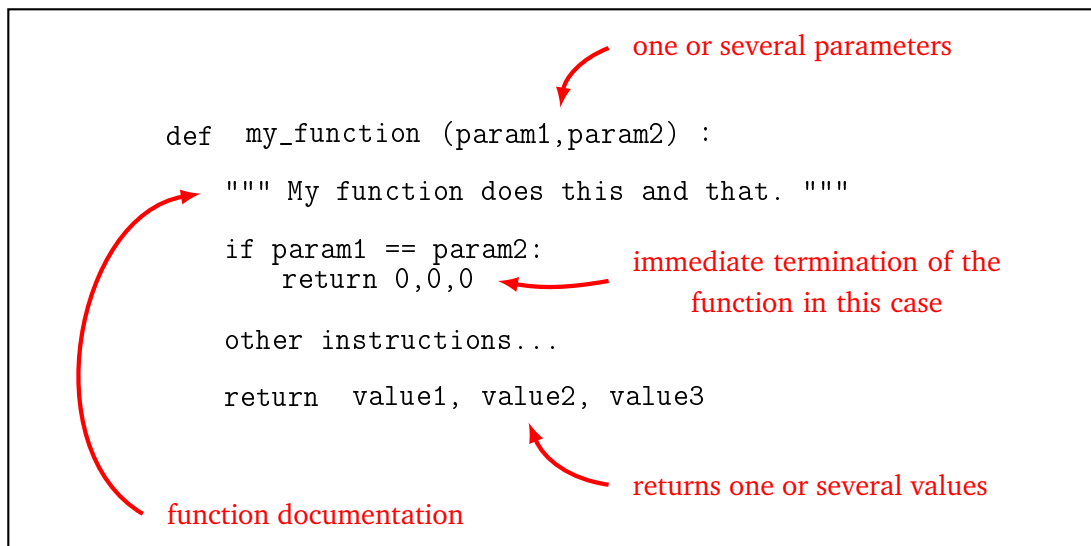 one or several parameters
def my_function (param1,param2) :
""" My function does this and that. """
if param1 == param2:
return 0,0,0
immediate termination of the
function in this case
other instructions...
return value1, value2, value3
returns one or several values
function documentation